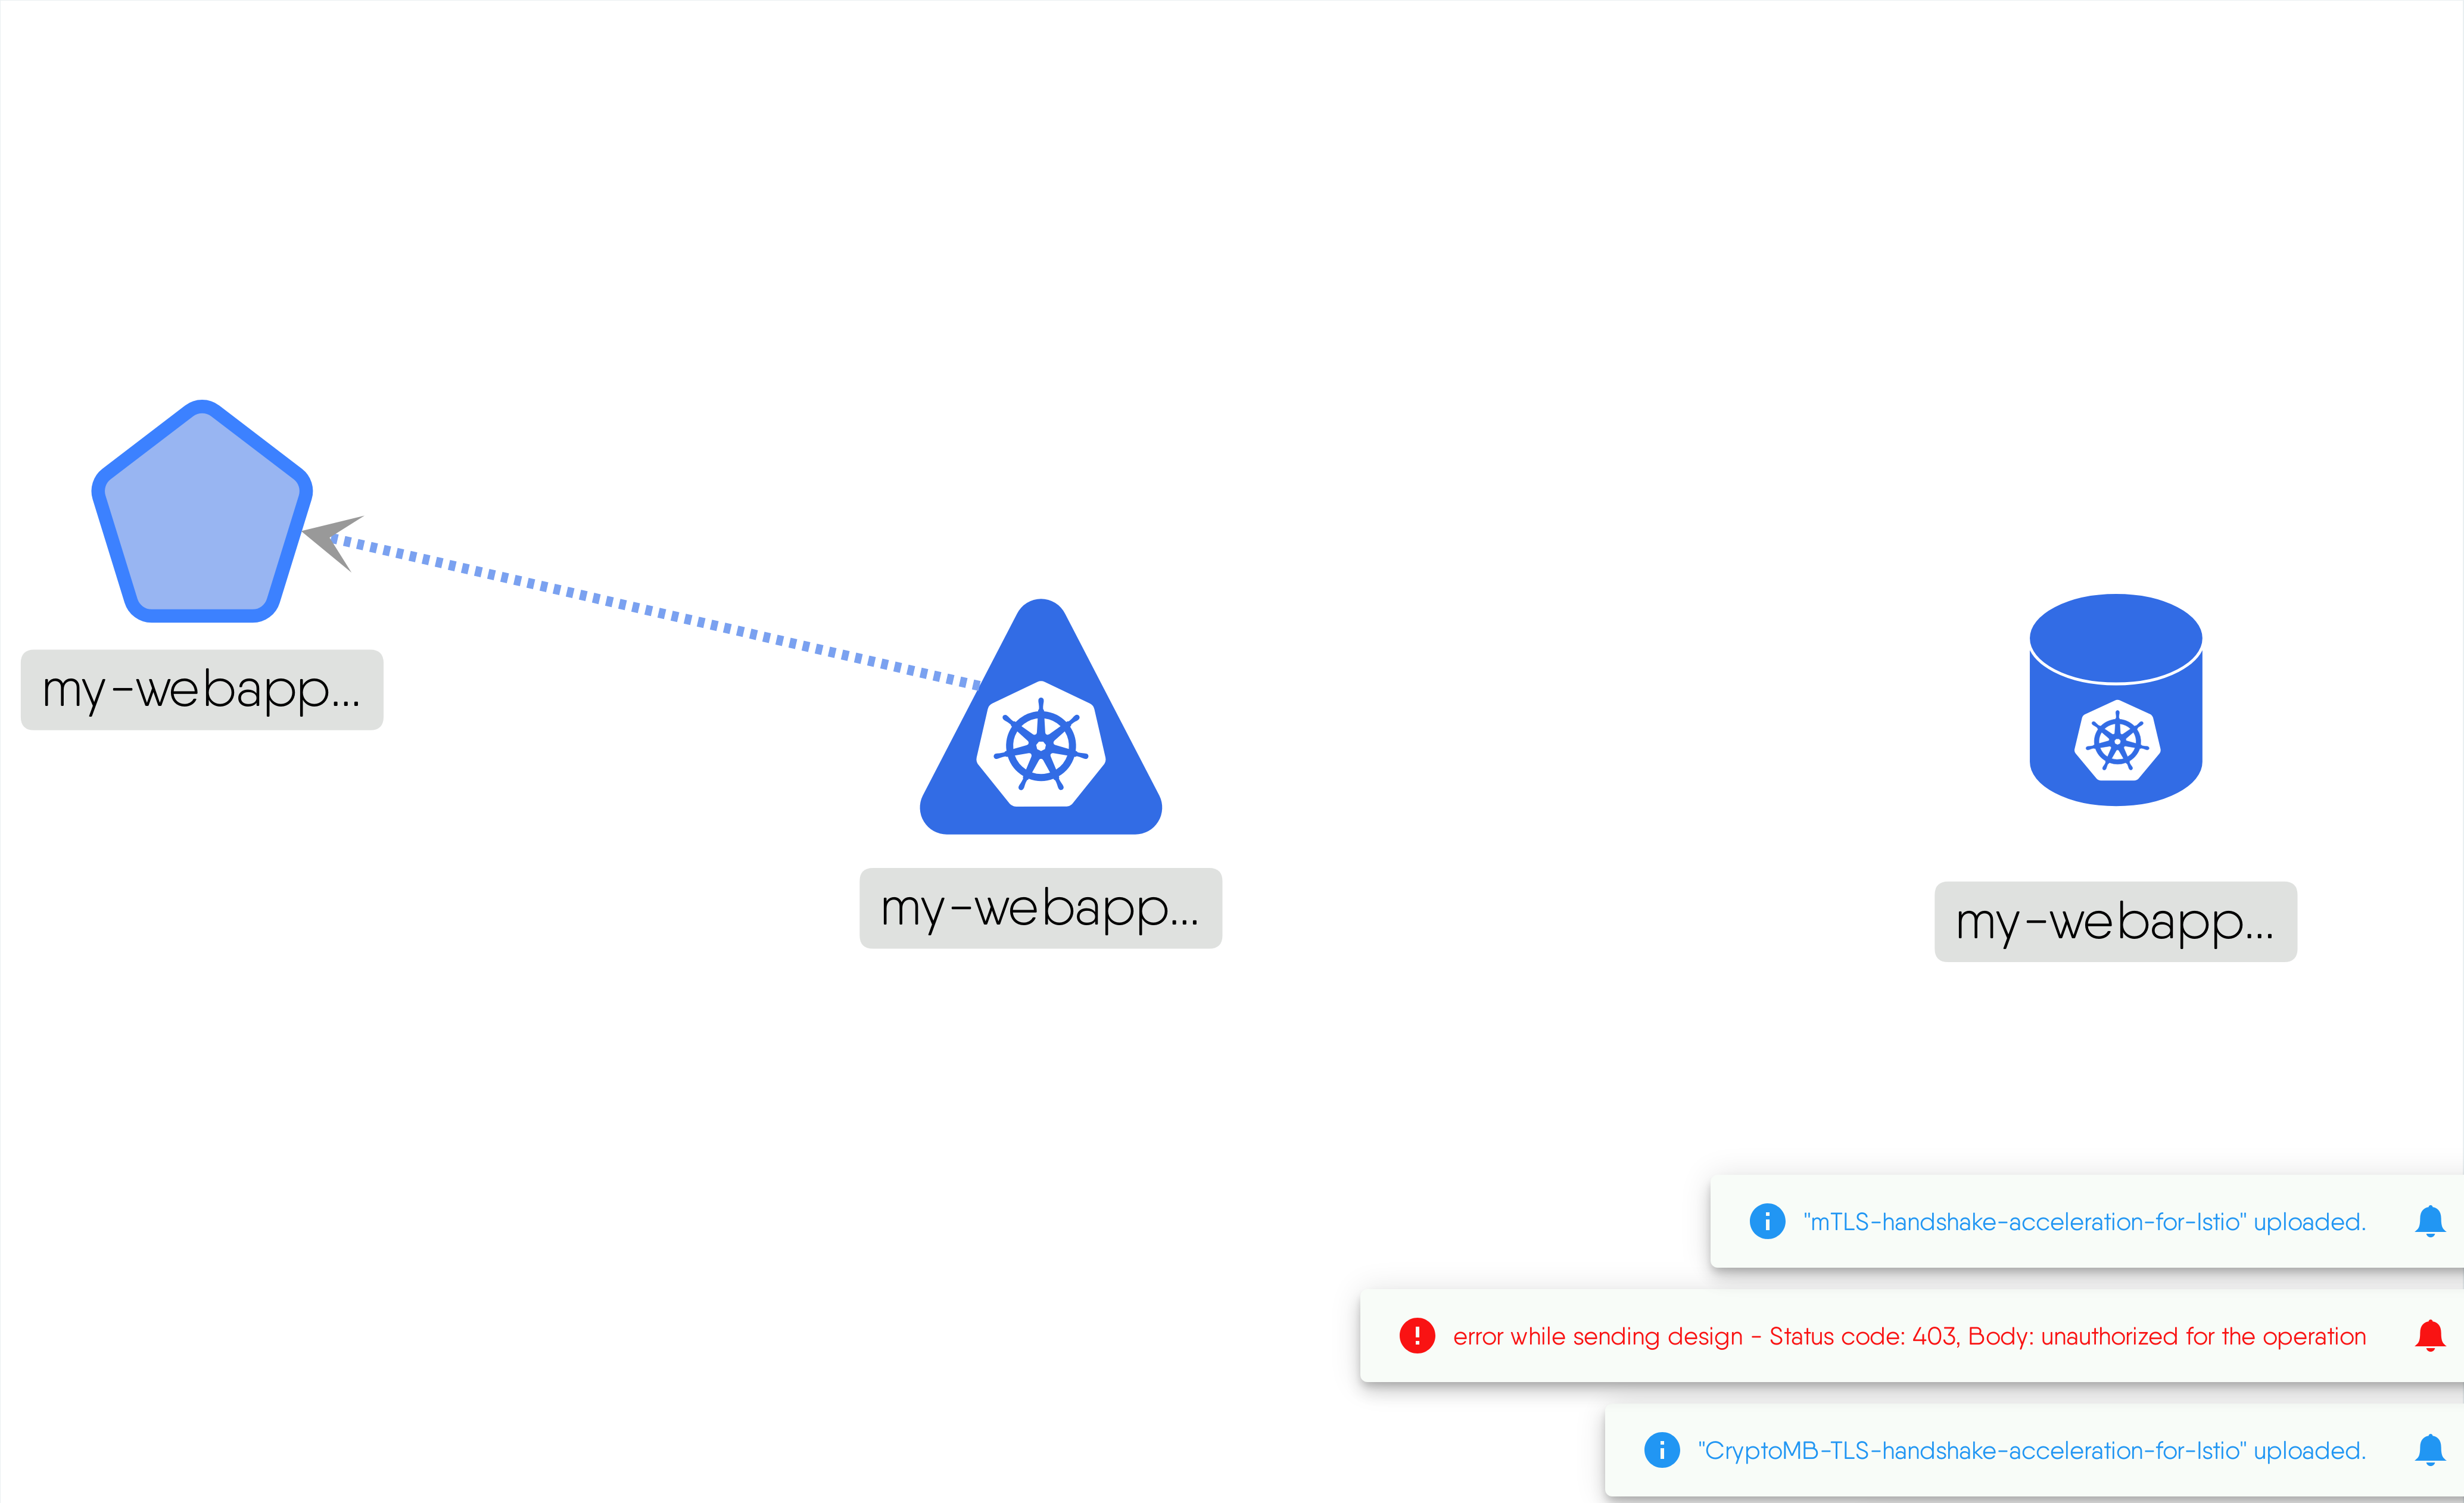 my-webapp...
my-webapp...
my-webapp...
"mTLS-handshake-acceleration-for-Istio" uploaded.
error while sending design - Status code: 403, Body: unauthorized for the operation
"CryptoMB-TLS-handshake-acceleration-for-Istio" uploaded.